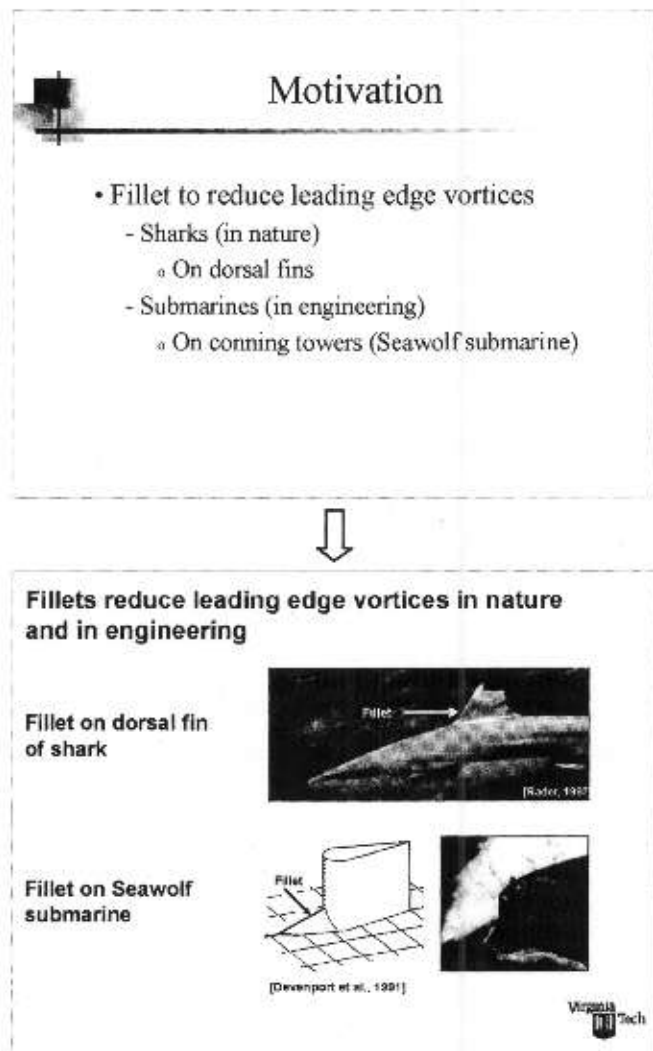 Motivation
• Fillet to reduce leading edge vortices
- Sharks (in nature)
o On dorsal fins
- Submarines (in engineering)
o On conning towers (Seawolf submarine)
Fillets reduce leading edge vortices in nature
and in engineering
Fillet on dorsal fin
of shark
Fillet
[Rader, 1997
Fillet on Seawolf
submarine
Fillet
[Devenport et al., 1991]
Virginia
Tech